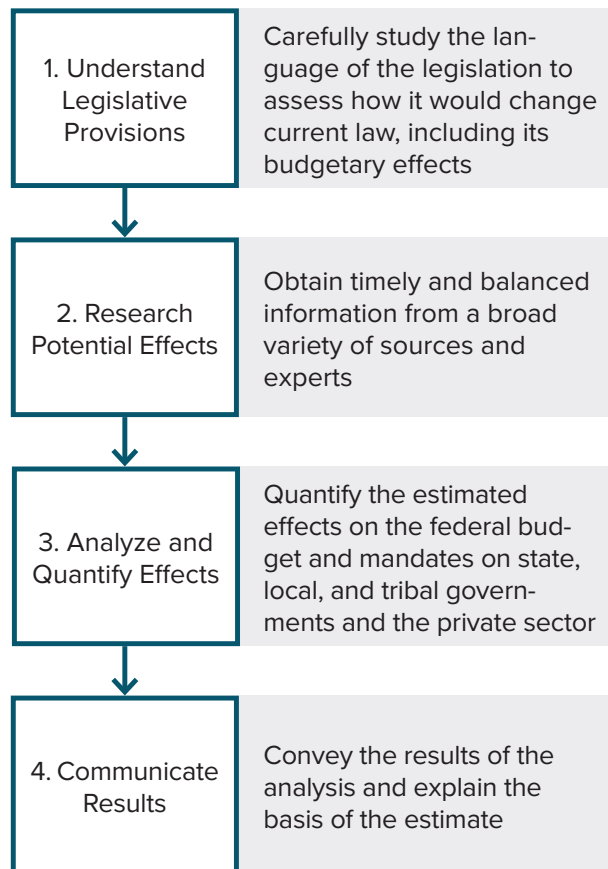 1. Understand
Legislative
Provisions
Carefully study the lan-
guage of the legislation to
assess how it would change
current law, including its
budgetary effects
2. Research
Potential Effects
Obtain timely and balanced
information from a broad
variety of sources and
experts
3. Analyze and
Quantify Effects
Quantify the estimated
effects on the federal bud-
get and mandates on state,
local, and tribal govern-
ments and the private sector
4. Communicate
Results
Convey the results of the
analysis and explain the
basis of the estimate